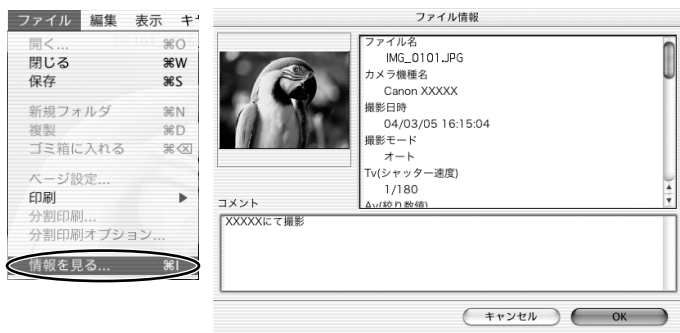 ファイル 編集 表示 キ
開く... ⌘O
閉じる ⌘W
保存 ⌘S
新規フォルダ ⌘N
複製 ⌘D
ゴミ箱に入れる ⌘⌫
ページ設定...
印刷 ▶
分割印刷...
分割印刷オプション...
情報を見る... ⌘I
ファイル情報
ファイル名
IMG_0101.JPG
カメラ機種名
Canon XXXXX
撮影日時
04/03/05 16:15:04
撮影モード
オート
Tv(シャッター速度)
1/180
Av(絞り数値)
コメント
XXXXXにて撮影
キャンセル OK